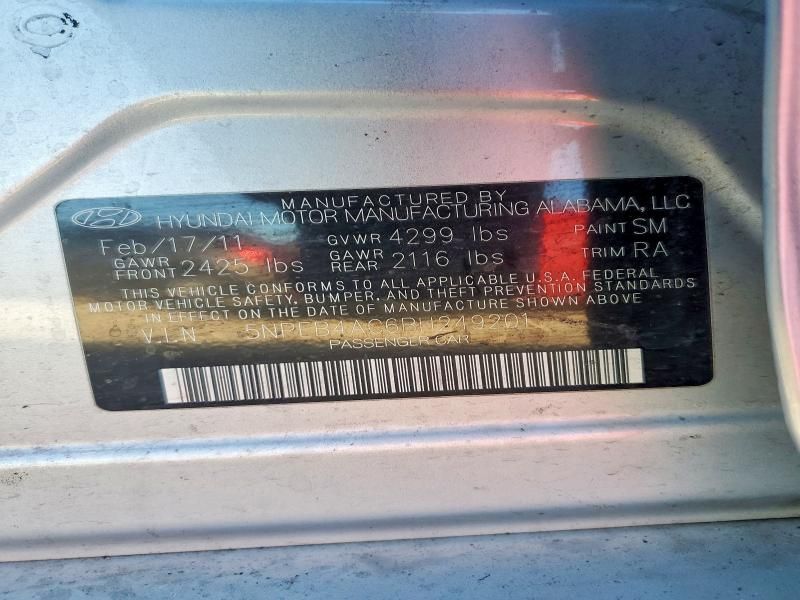 MANUFACTURED BY
HYUNDAI MOTOR MANUFACTURING ALABAMA, LLC
Feb/17/11 GVWR 4299 lbs PAINT SM
GAWR FRONT 2425 lbs GAWR REAR 2116 lbs TRIM RA
THIS VEHICLE CONFORMS TO ALL APPLICABLE U.S.A. FEDERAL
MOTOR VEHICLE SAFETY, BUMPER, AND THEFT PREVENTION STANDARDS
IN EFFECT ON THE DATE OF MANUFACTURE SHOWN ABOVE.
V.I.N 5NPEB4AC6BH249201
PASSENGER CAR